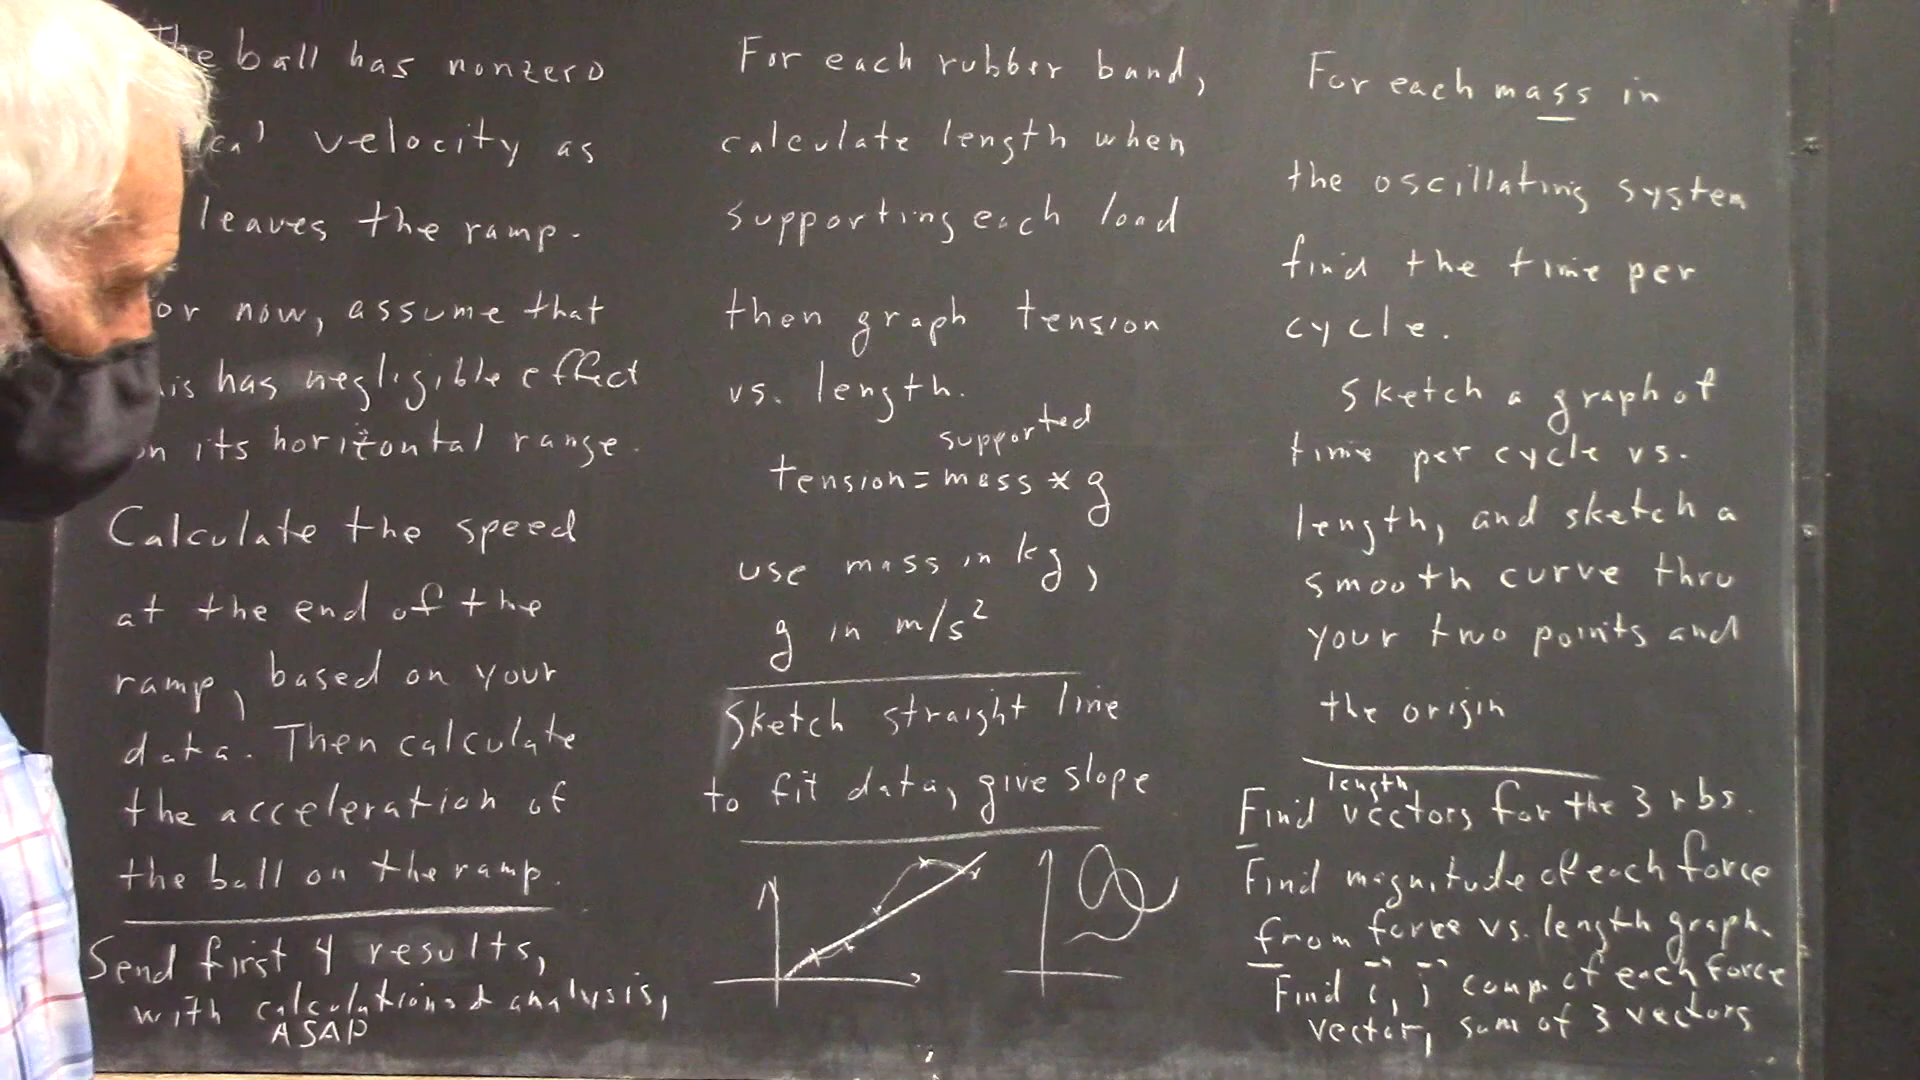 The ball has nonzero
velocity as
leaves the ramp.
or now, assume that
is has negligible effect
on its horizontal range.
Calculate the speed
at the end of the
ramp, based on your
data. Then calculate
the acceleration of
the ball on the ramp.
Send first 4 results,
with calculations & analysis,
ASAP
For each rubber band,
calculate length when
supporting each load
then graph tension
vs. length.
supported
tension = mass * g
use mass in kg,
g in m/s²
Sketch straight line
to fit data, give slope
For each mass in
the oscillating system
find the time per
cycle.
Sketch a graph of
time per cycle vs.
length, and sketch a
smooth curve thru
your two points and
the origin
length
Find vectors for the 3 rbs.
Find magnitude of each force
from force vs. length graph.
Find i, j comp. of each force
vector, sum of 3 vectors